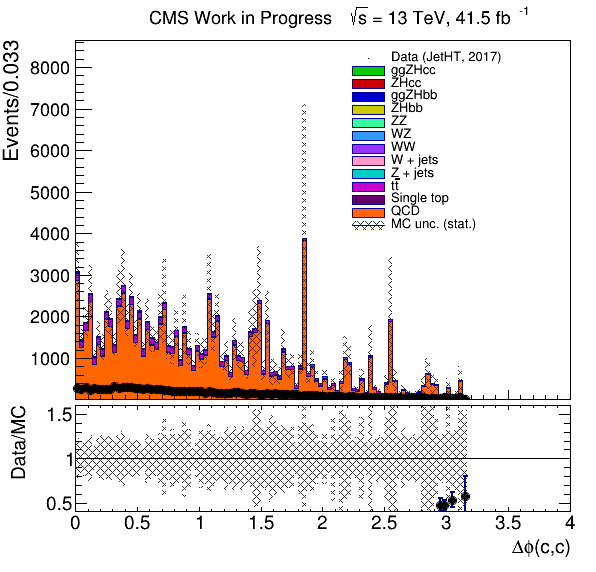 CMS Work in Progress √s = 13 TeV, 41.5 fb⁻¹
Events/0.033
8000
7000
6000
5000
4000
3000
2000
1000
Data (JetHT, 2017)
ggZHcc
ZHcc
ggZHbb
ZHbb
ZZ
WZ
WW
W + jets
Z + jets
tt̅
Single top
QCD
MC unc. (stat.)
Data/MC
1.5
1
0.5
0 0.5 1 1.5 2 2.5 3 3.5 4
Δϕ(c,c)